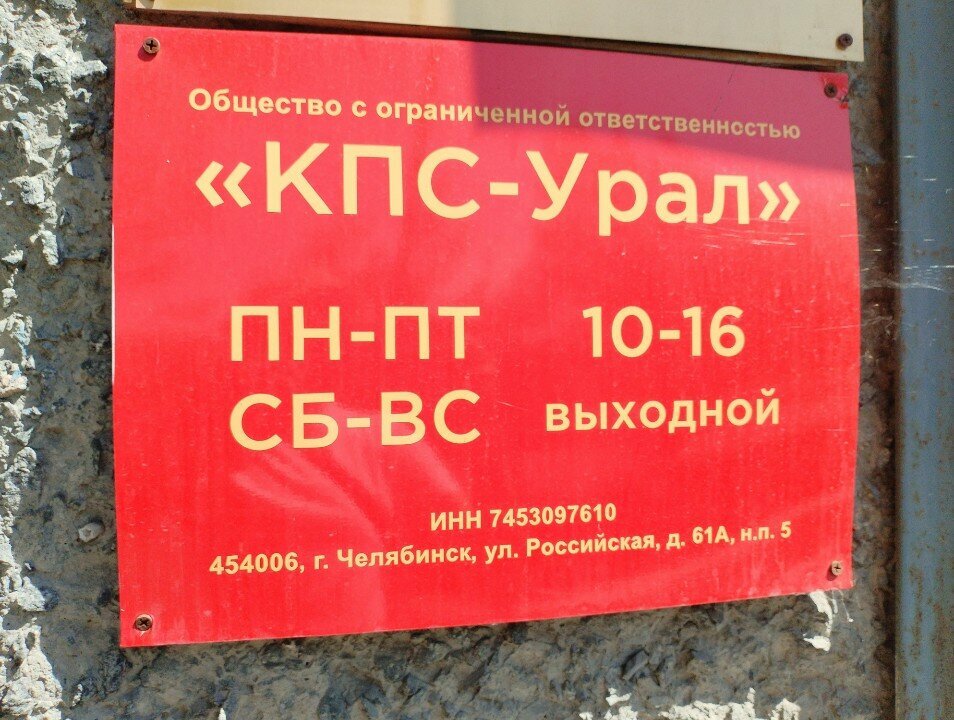 Общество с ограниченной ответственностью
«КПС-Урал»
ПН-ПТ 10-16
СБ-ВС выходной
ИНН 7453097610
454006, г. Челябинск, ул. Российская, д. 61А, н.п. 5